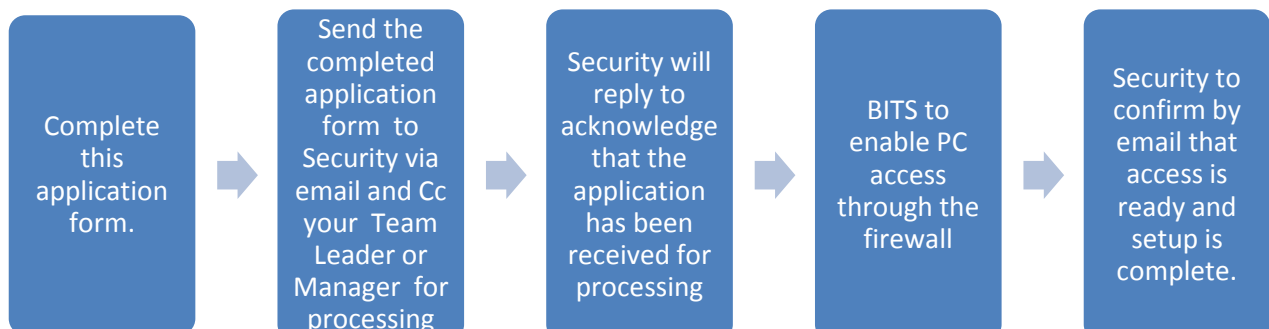 Complete
this
application
form.
Send the
completed
application
form to
Security via
email and Cc
your Team
Leader or
Manager for
processing
Security will
reply to
acknowledge
that the
application
has been
received for
processing
BITS to
enable PC
access
through the
firewall
Security to
confirm by
email that
access is
ready and
setup is
complete.